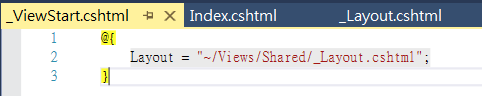 _ViewStart.cshtml Index.cshtml _Layout.cshtml
1 @{
2 Layout = "~/Views/Shared/_Layout.cshtml";
3 }